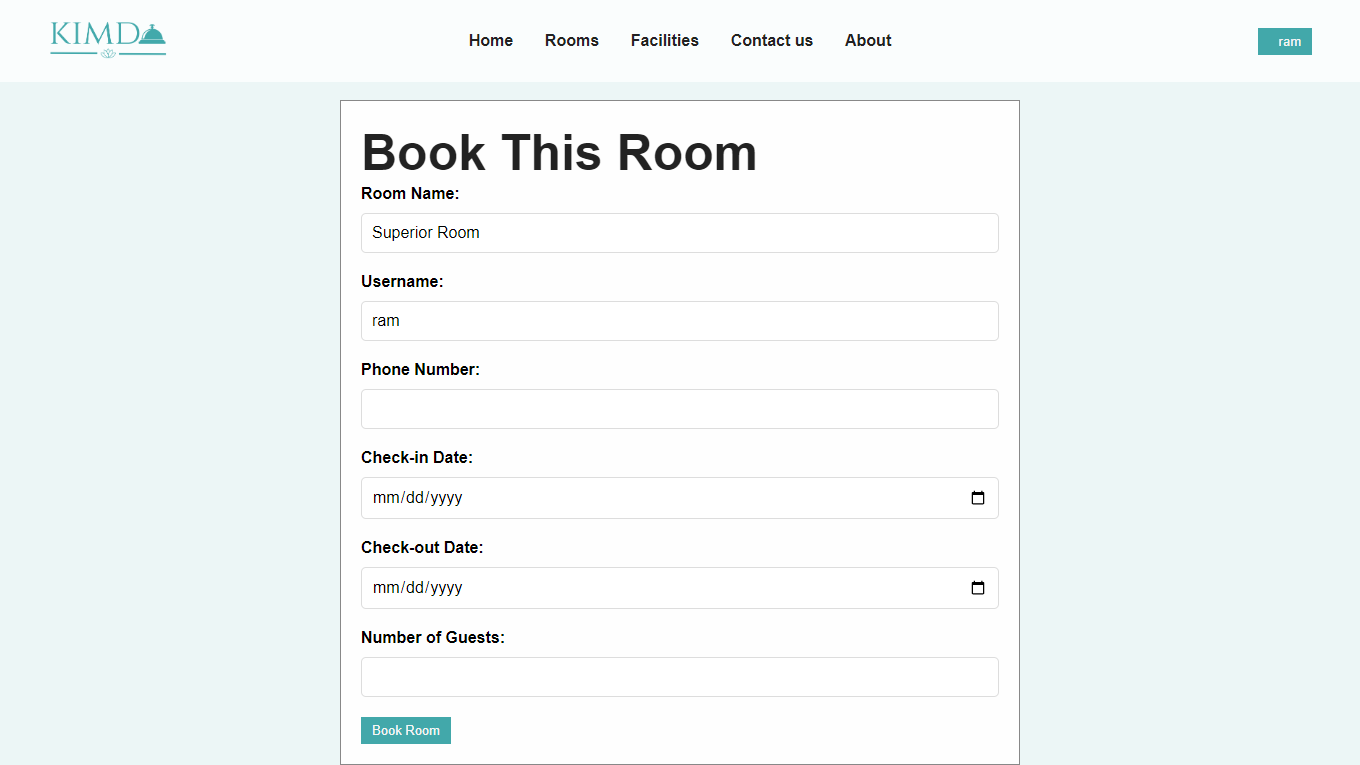 KIMDO
Home Rooms Facilities Contact us About
ram
Book This Room
Room Name:
Superior Room
Username:
ram
Phone Number:
Check-in Date:
mm/dd/yyyy
Check-out Date:
mm/dd/yyyy
Number of Guests:
Book Room